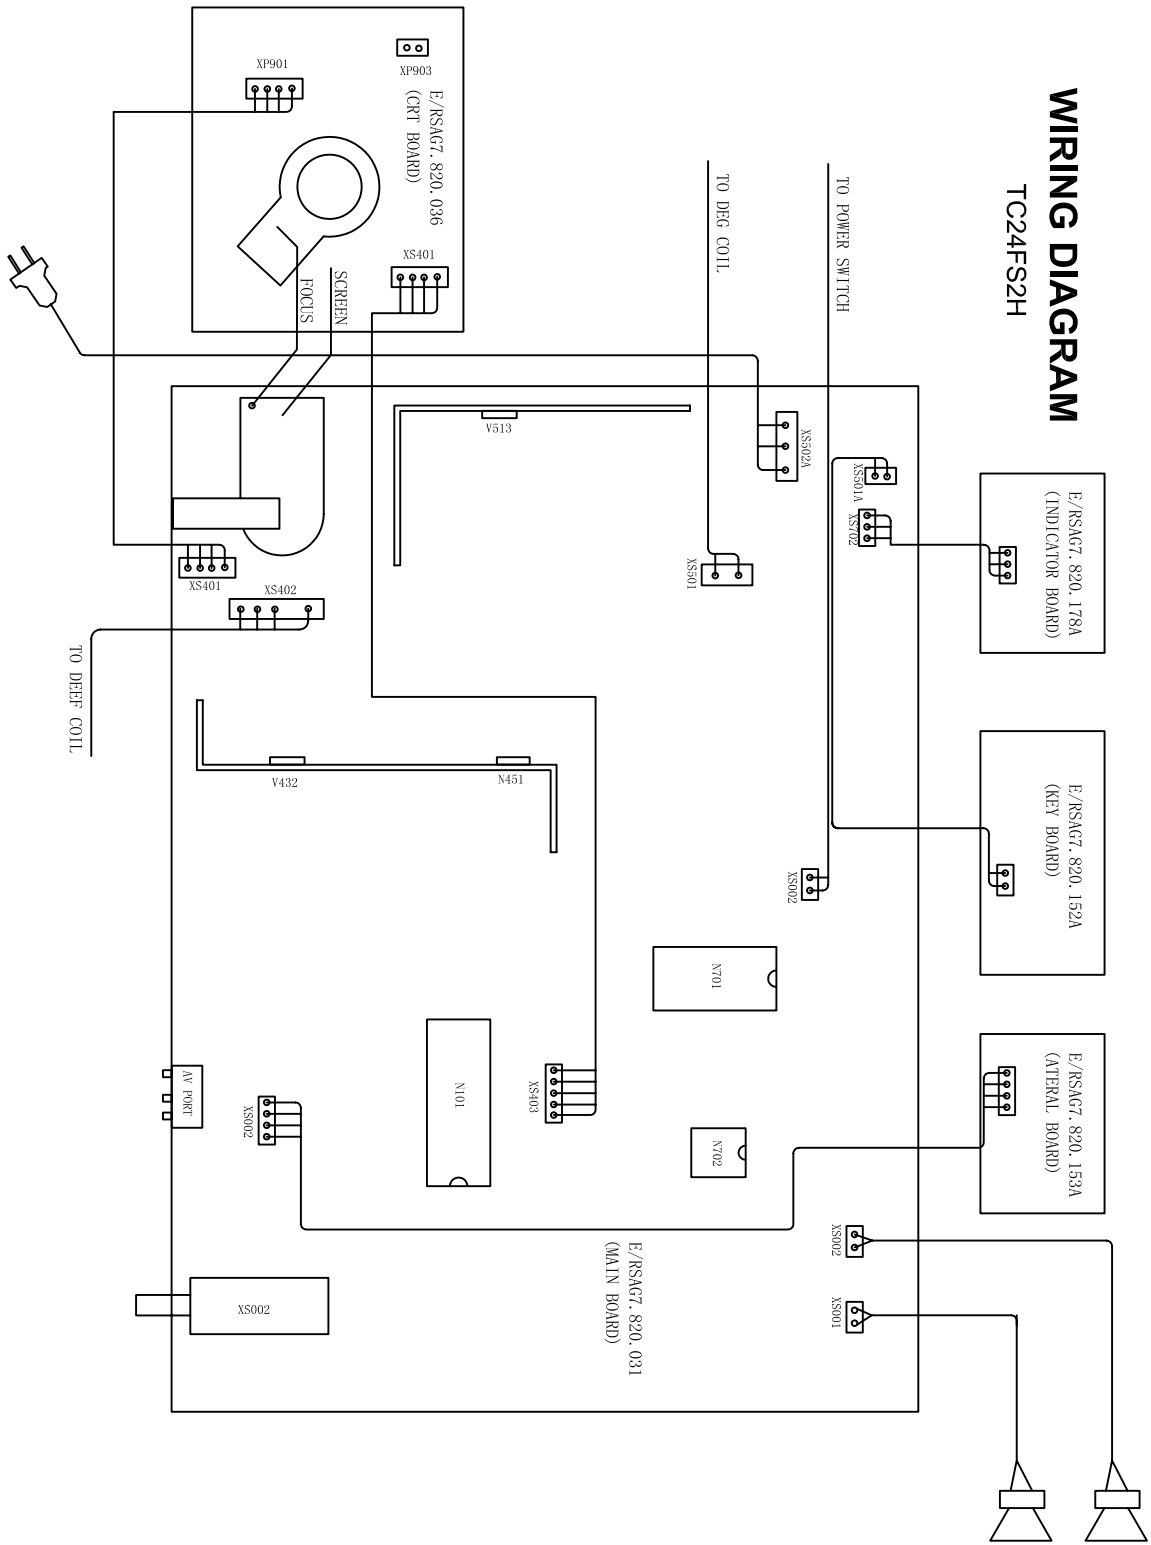 WIRING DIAGRAM
TC24FS2H
E/RSAG7.820.178A
(INDICATOR BOARD)
E/RSAG7.820.152A
(KEY BOARD)
E/RSAG7.820.153A
(ATERAL BOARD)
TO POWER SWITCH
TO DEG COIL
XP901
XP903
E/RSAG7.820.036
(CRT BOARD)
XS401
SCREEN
FOCUS
V513
XS502A
XS501A
XS702
XS501
XS401
XS402
TO DEEF COIL
V432
N451
XS002
N701
N101
XS403
N702
AV PORT
XS002
XS002
XS001
XS002
E/RSAG7.820.031
(MAIN BOARD)